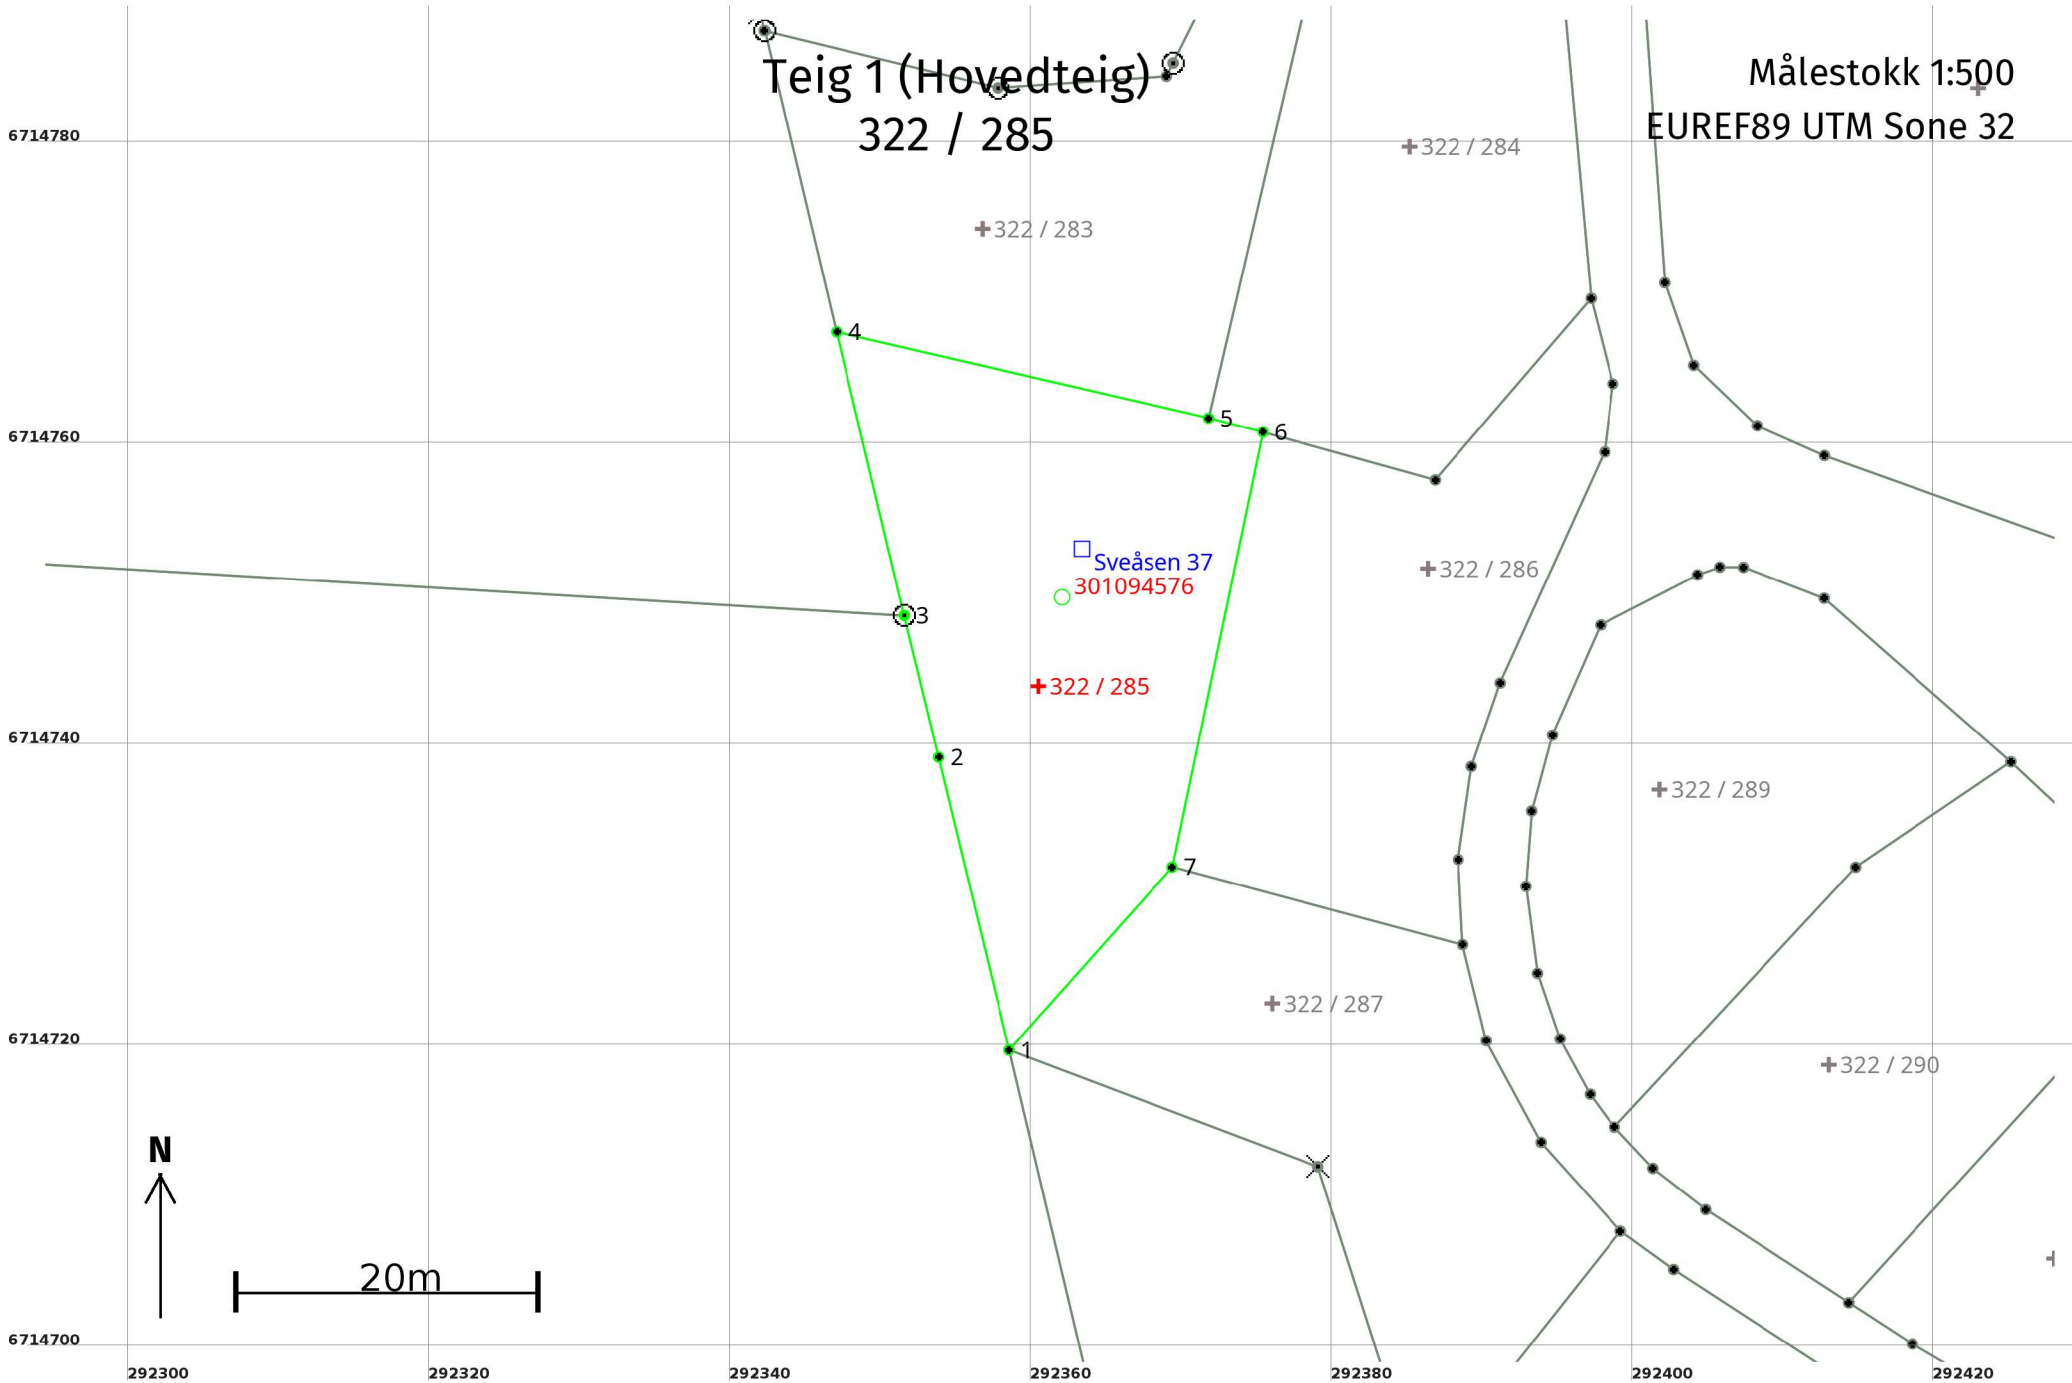 Teig 1 (Hovedteig)
322 / 285
Målestokk 1:500
EUREF89 UTM Sone 32
6714780
322 / 284
322 / 283
4
5
6
6714760
Sveåsen 37
322 / 286
301094576
3
322 / 285
6714740
2
322 / 289
7
322 / 287
6714720
1
322 / 290
N
20m
6714700
292300
292320
292340
292360
292380
292400
292420